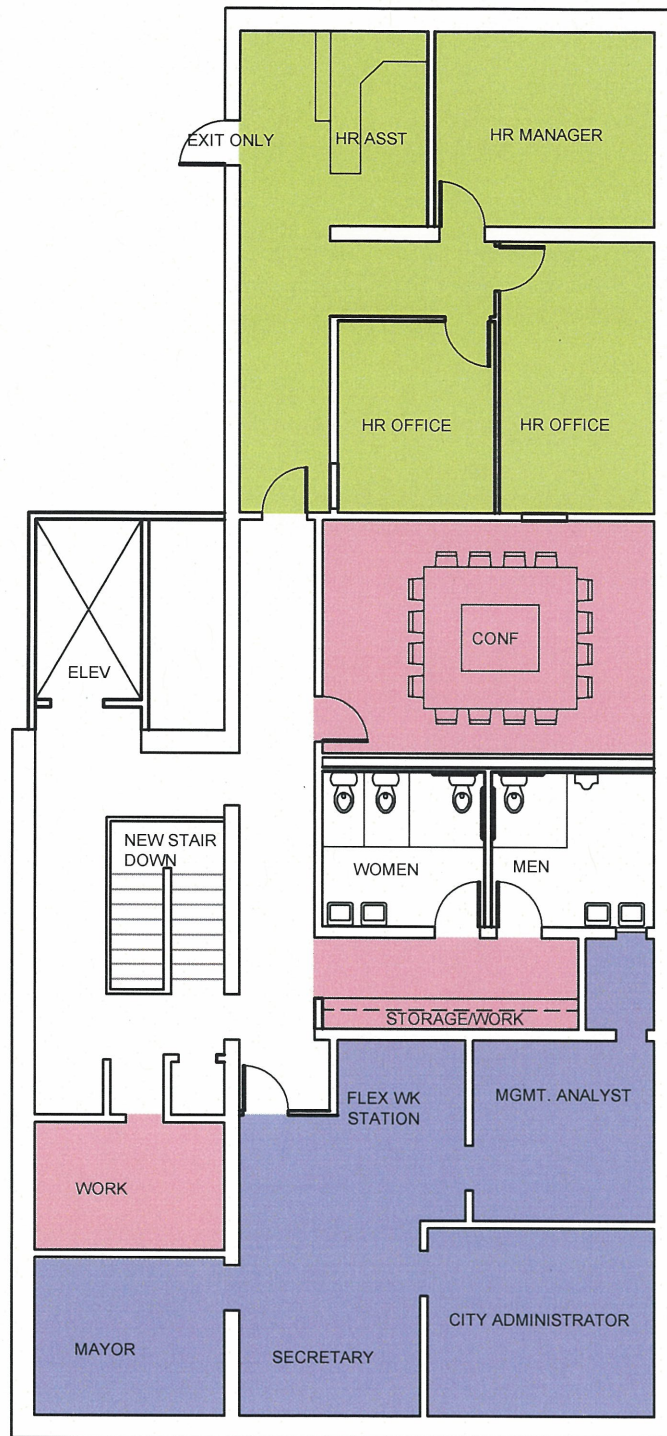 EXIT ONLY
HR ASST
HR MANAGER
HR OFFICE
HR OFFICE
CONF
ELEV
NEW STAIR
DOWN
WOMEN
MEN
STORAGE/WORK
FLEX WK
STATION
MGMT. ANALYST
WORK
MAYOR
SECRETARY
CITY ADMINISTRATOR